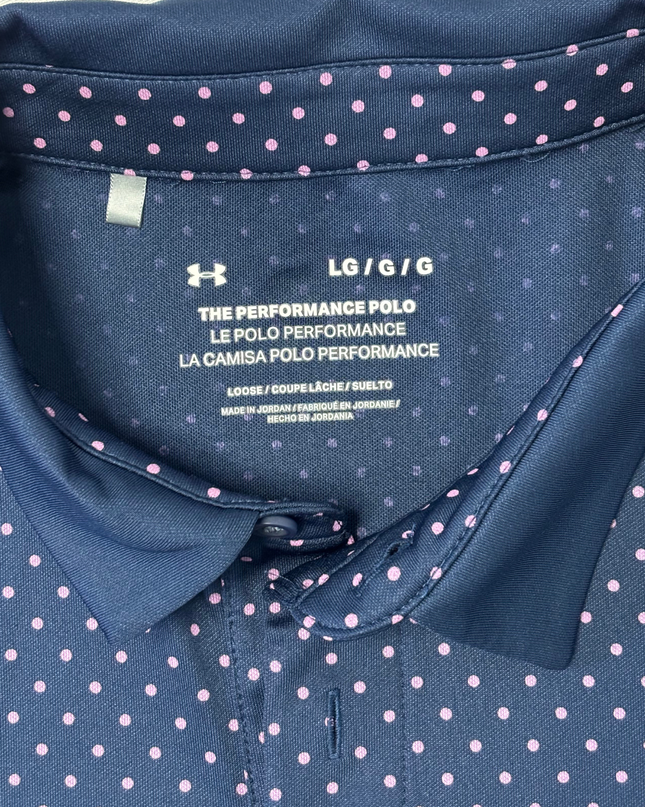 LG / G / G
THE PERFORMANCE POLO
LE POLO PERFORMANCE
LA CAMISA POLO PERFORMANCE
LOOSE / COUPE LÂCHE / SUELTO
MADE IN JORDAN / FABRIQUÉ EN JORDANIE /
HECHO EN JORDANIA